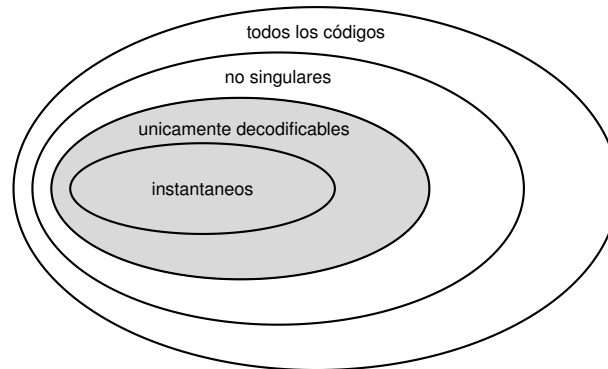 todos los códigos
no singulares
unicamente decodificables
instantaneos